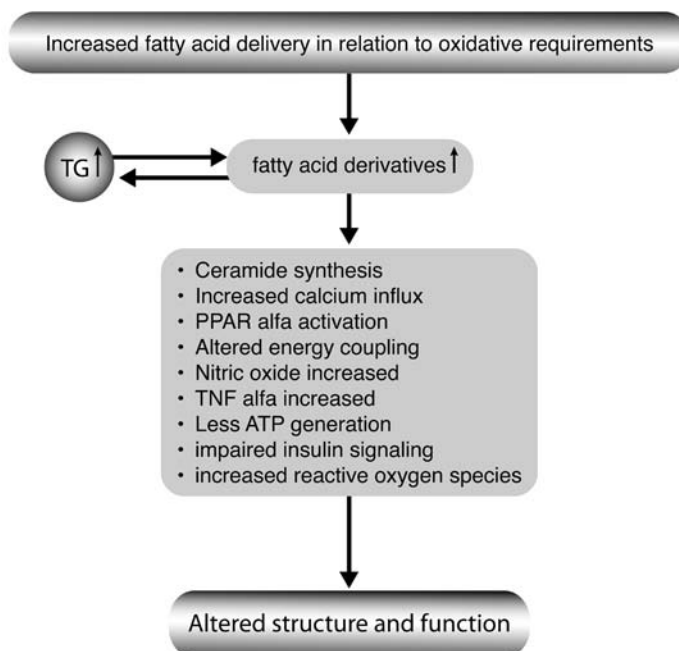 Increased fatty acid delivery in relation to oxidative requirements
TG↑
fatty acid derivatives↑
• Ceramide synthesis
• Increased calcium influx
• PPAR alfa activation
• Altered energy coupling
• Nitric oxide increased
• TNF alfa increased
• Less ATP generation
• impaired insulin signaling
• increased reactive oxygen species
Altered structure and function